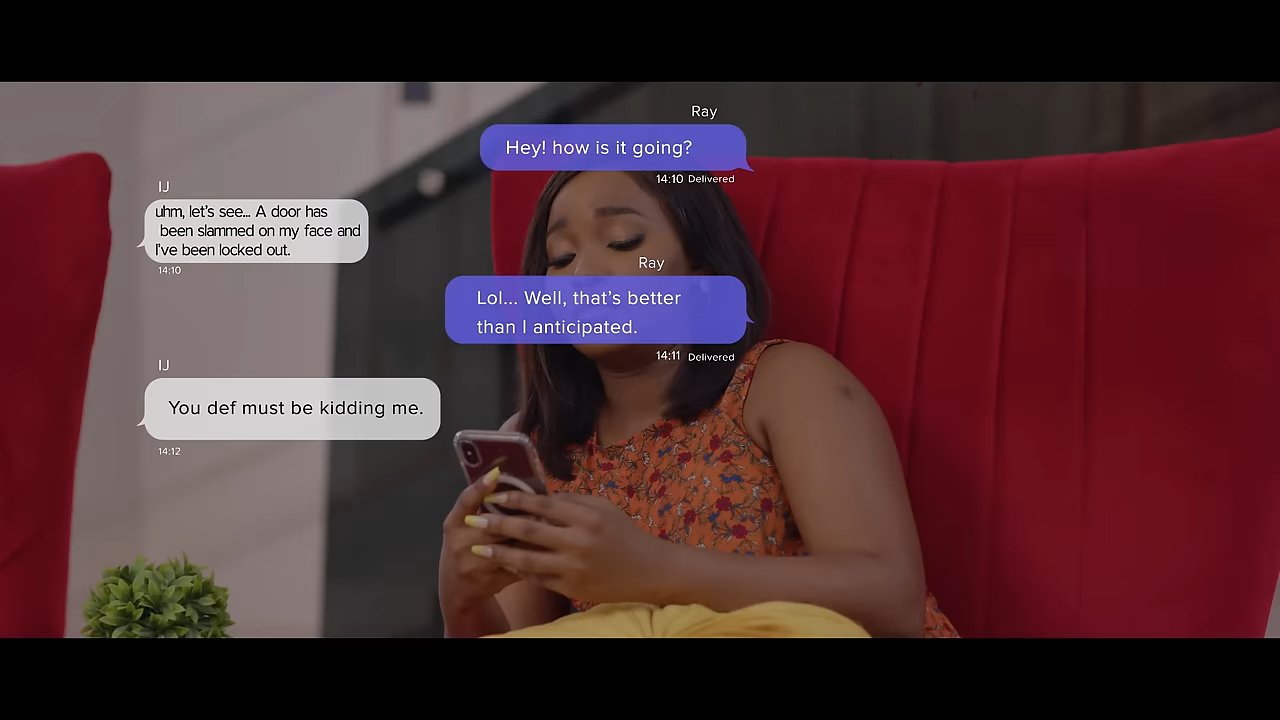 Ray
Hey! how is it going?
14:10 Delivered
IJ
uhm, let's see... A door has
been slammed on my face and
I've been locked out.
14:10
Ray
Lol... Well, that's better
than I anticipated.
14:11 Delivered
IJ
You def must be kidding me.
14:12